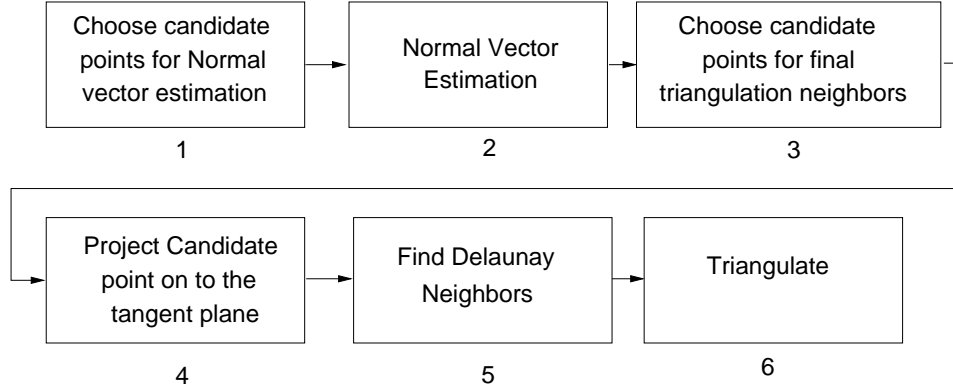 Choose candidate
points for Normal
vector estimation
1
Normal Vector
Estimation
2
Choose candidate
points for final
triangulation neighbors
3
Project Candidate
point on to the
tangent plane
4
Find Delaunay
Neighbors
5
Triangulate
6